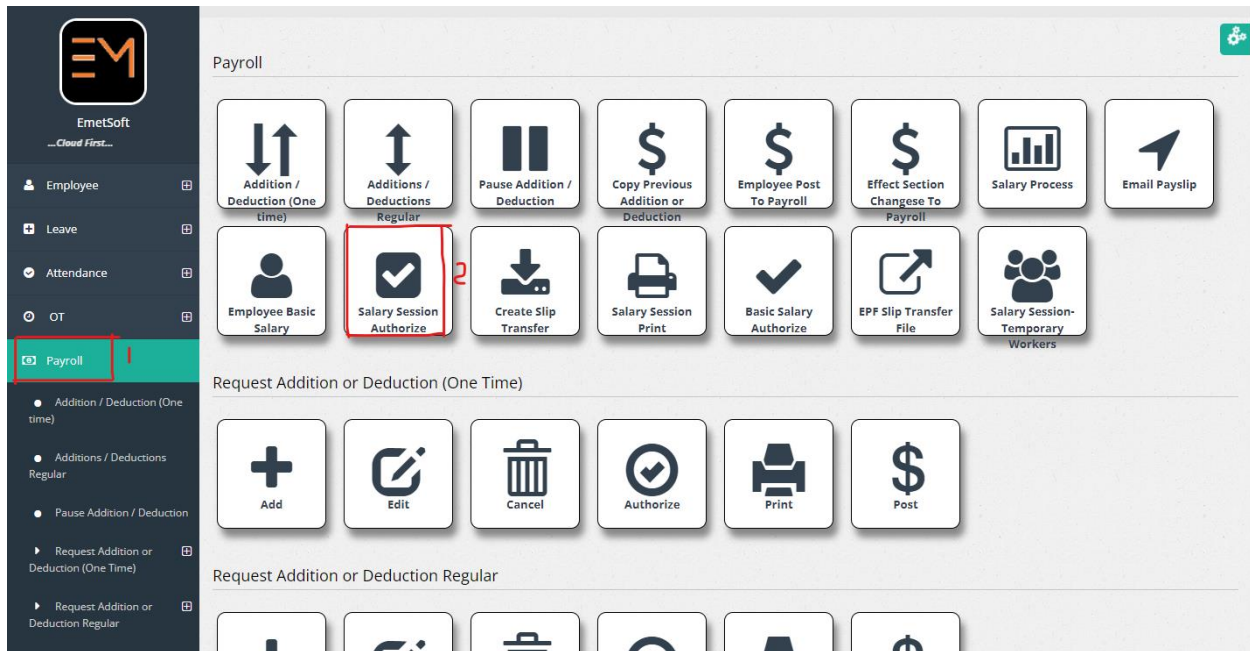 EM
EmetSoft
...Cloud First...
Employee
Leave
Attendance
OT
Payroll
1
Addition / Deduction (One
time)
Additions / Deductions
Regular
Pause Addition / Deduction
Request Addition or
Deduction (One Time)
Request Addition or
Deduction Regular
Payroll
Addition /
Deduction (One
time)
Additions /
Deductions
Regular
Pause Addition /
Deduction
Copy Previous
Addition or
Deduction
Employee Post
To Payroll
Effect Section
Changese To
Payroll
Salary Process
Email Payslip
Employee Basic
Salary
Salary Session
Authorize
2
Create Slip
Transfer
Salary Session
Print
Basic Salary
Authorize
EPF Slip Transfer
File
Salary Session-
Temporary
Workers
Request Addition or Deduction (One Time)
Add
Edit
Cancel
Authorize
Print
Post
Request Addition or Deduction Regular